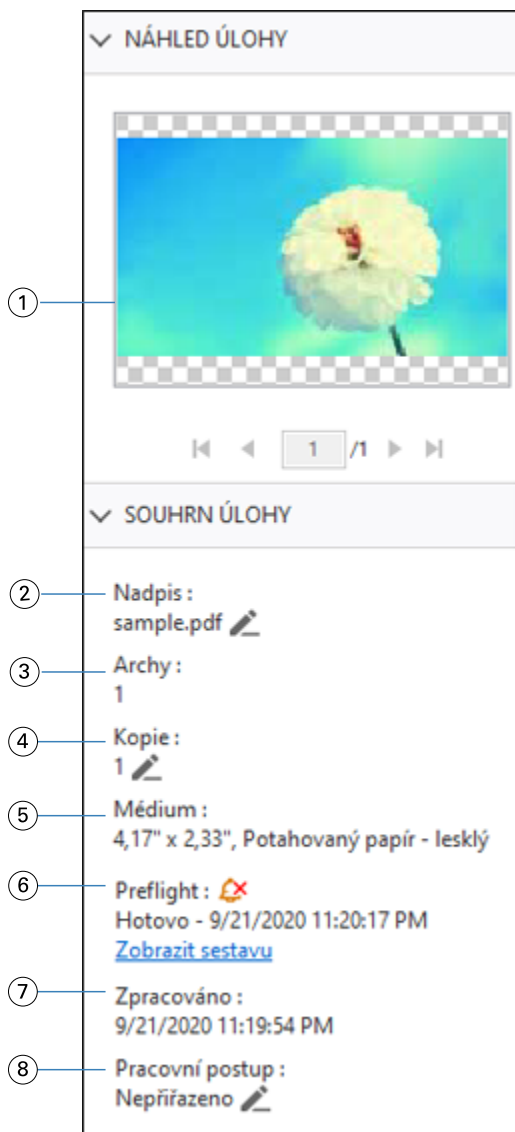 NÁHLED ÚLOHY
1
1 /1
SOUHRN ÚLOHY
2
Nadpis :
sample.pdf
3
Archy :
1
4
Kopie :
1
5
Médium :
4,17" x 2,33", Potahovaný papír - lesklý
6
Preflight :
Hotovo - 9/21/2020 11:20:17 PM
Zobrazit sestavu
7
Zpracováno :
9/21/2020 11:19:54 PM
8
Pracovní postup :
Nepřiřazeno